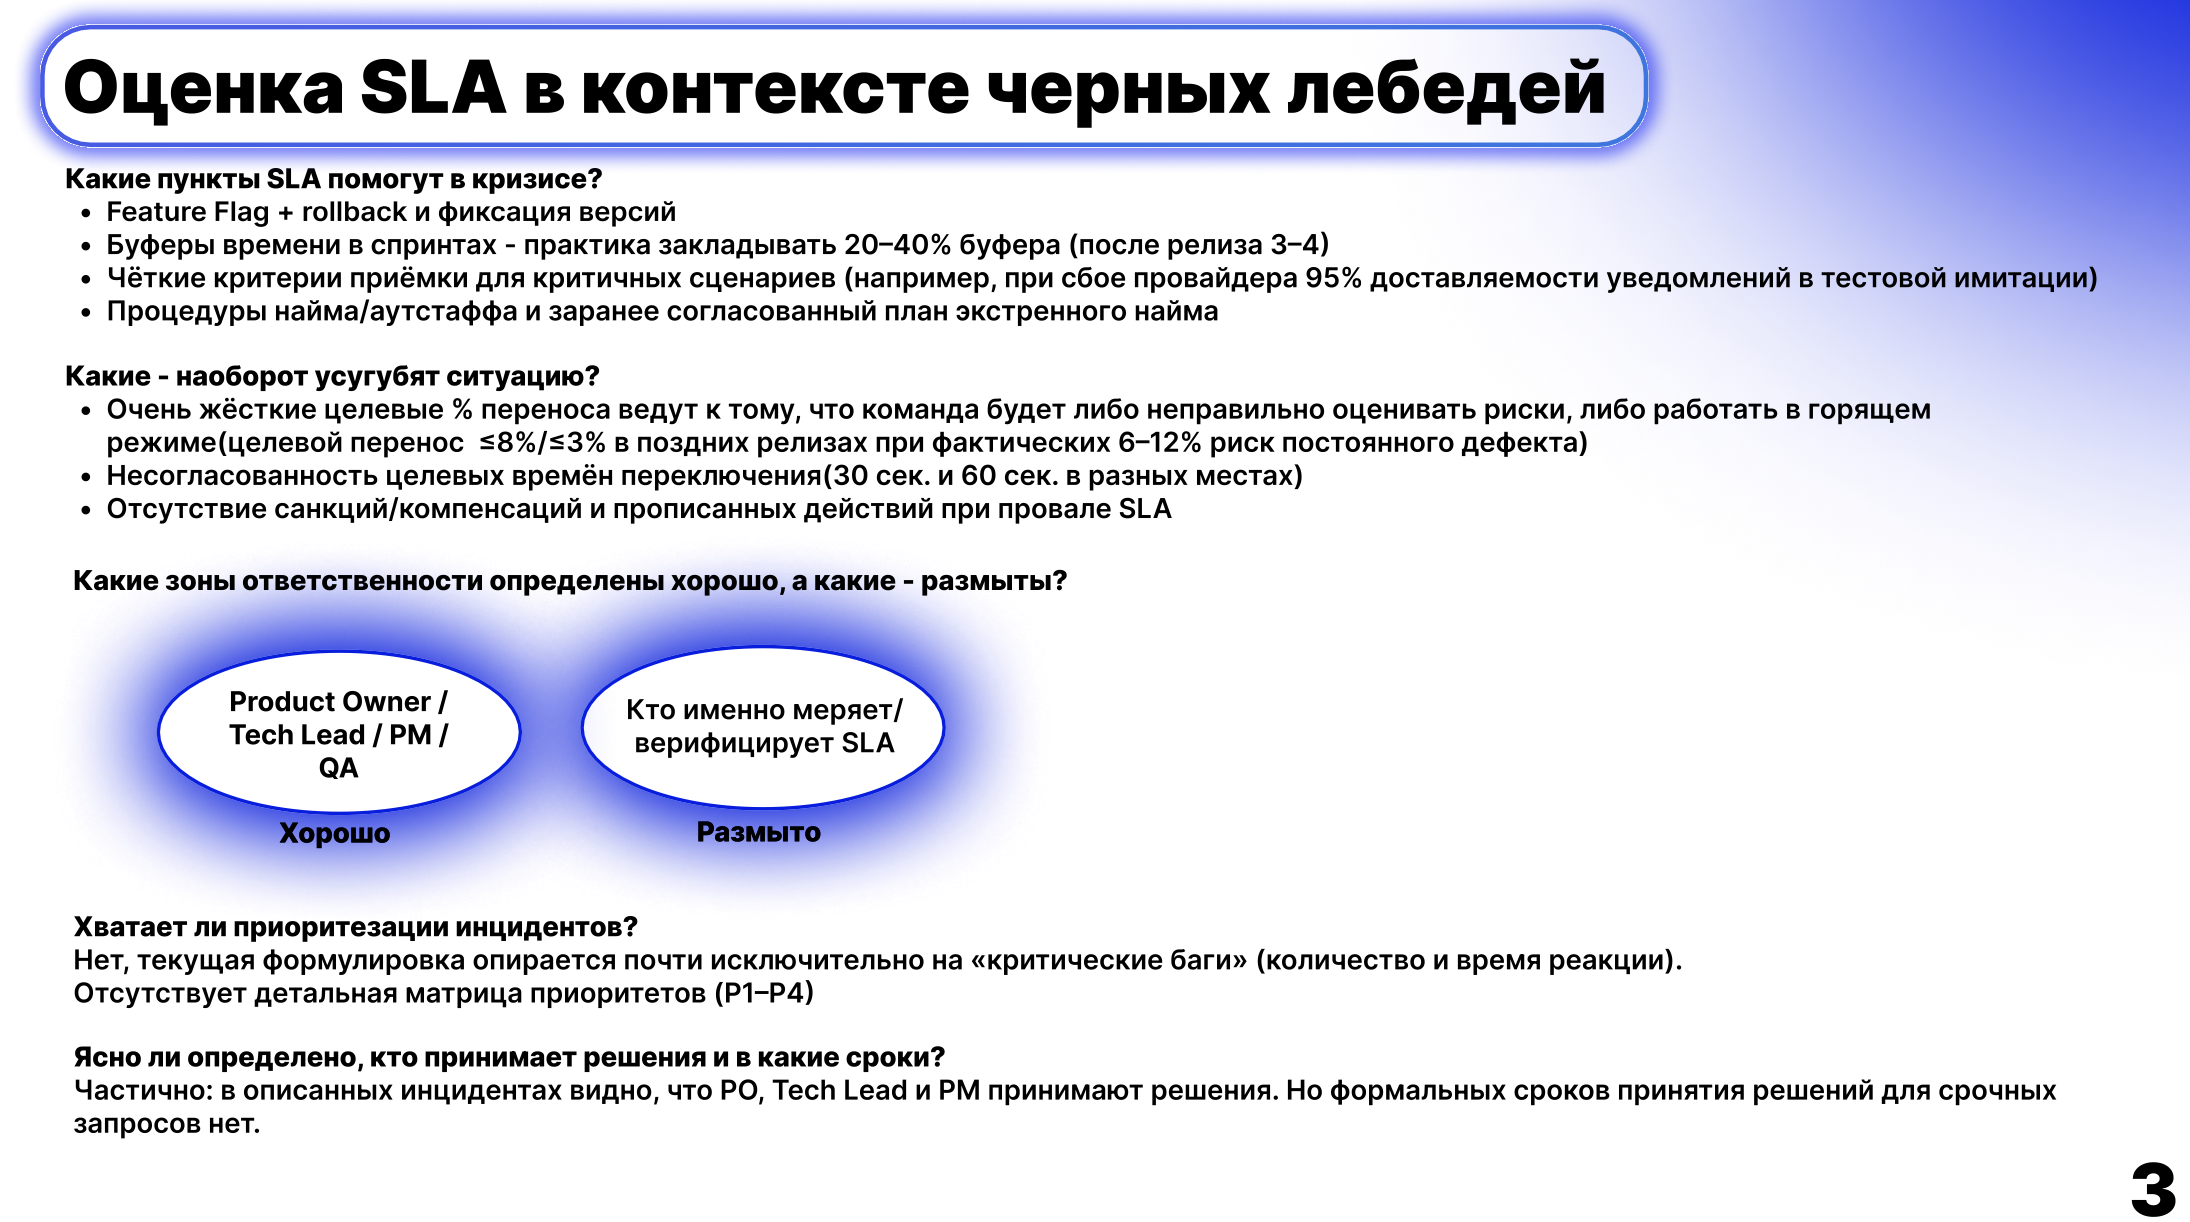 Оценка SLA в контексте черных лебедей
Какие пункты SLA помогут в кризисе?
• Feature Flag + rollback и фиксация версий
• Буферы времени в спринтах - практика закладывать 20–40% буфера (после релиза 3–4)
• Чёткие критерии приёмки для критичных сценариев (например, при сбое провайдера 95% доставляемости уведомлений в тестовой имитации)
• Процедуры найма/аутстаффа и заранее согласованный план экстренного найма
Какие - наоборот усугубят ситуацию?
• Очень жёсткие целевые % переноса ведут к тому, что команда будет либо неправильно оценивать риски, либо работать в горящем
режиме(целевой перенос  ≤8%/≤3% в поздних релизах при фактических 6–12% риск постоянного дефекта)
• Несогласованность целевых времён переключения(30 сек. и 60 сек. в разных местах)
• Отсутствие санкций/компенсаций и прописанных действий при провале SLA
Какие зоны ответственности определены хорошо, а какие - размыты?
Product Owner /
Tech Lead / PM /
QA
Хорошо
Кто именно меряет/
верифицирует SLA
Размыто
Хватает ли приоритезации инцидентов?
Нет, текущая формулировка опирается почти исключительно на «критические баги» (количество и время реакции).
Отсутствует детальная матрица приоритетов (P1–P4)
Ясно ли определено, кто принимает решения и в какие сроки?
Частично: в описанных инцидентах видно, что PO, Tech Lead и PM принимают решения. Но формальных сроков принятия решений для срочных
запросов нет.
3